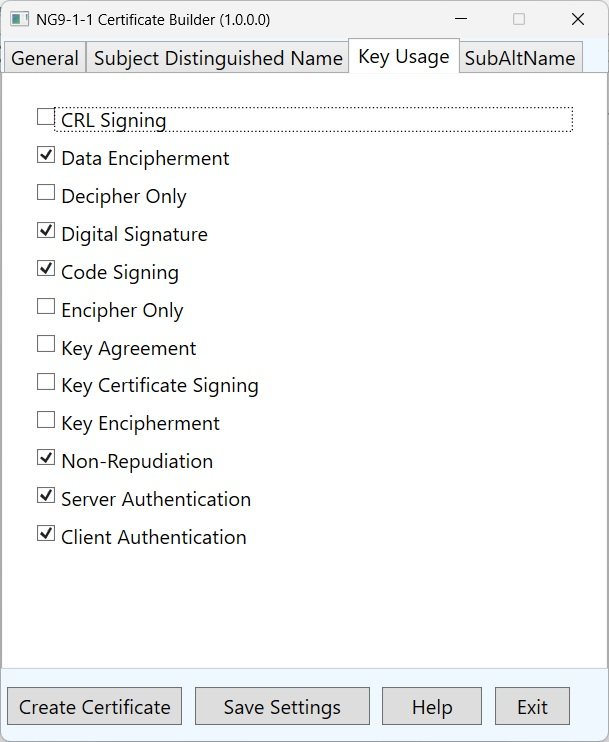 NG9-1-1 Certificate Builder (1.0.0.0)
General Subject Distinguished Name Key Usage SubAltName
CRL Signing
Data Encipherment
Decipher Only
Digital Signature
Code Signing
Encipher Only
Key Agreement
Key Certificate Signing
Key Encipherment
Non-Repudiation
Server Authentication
Client Authentication
Create Certificate Save Settings Help Exit